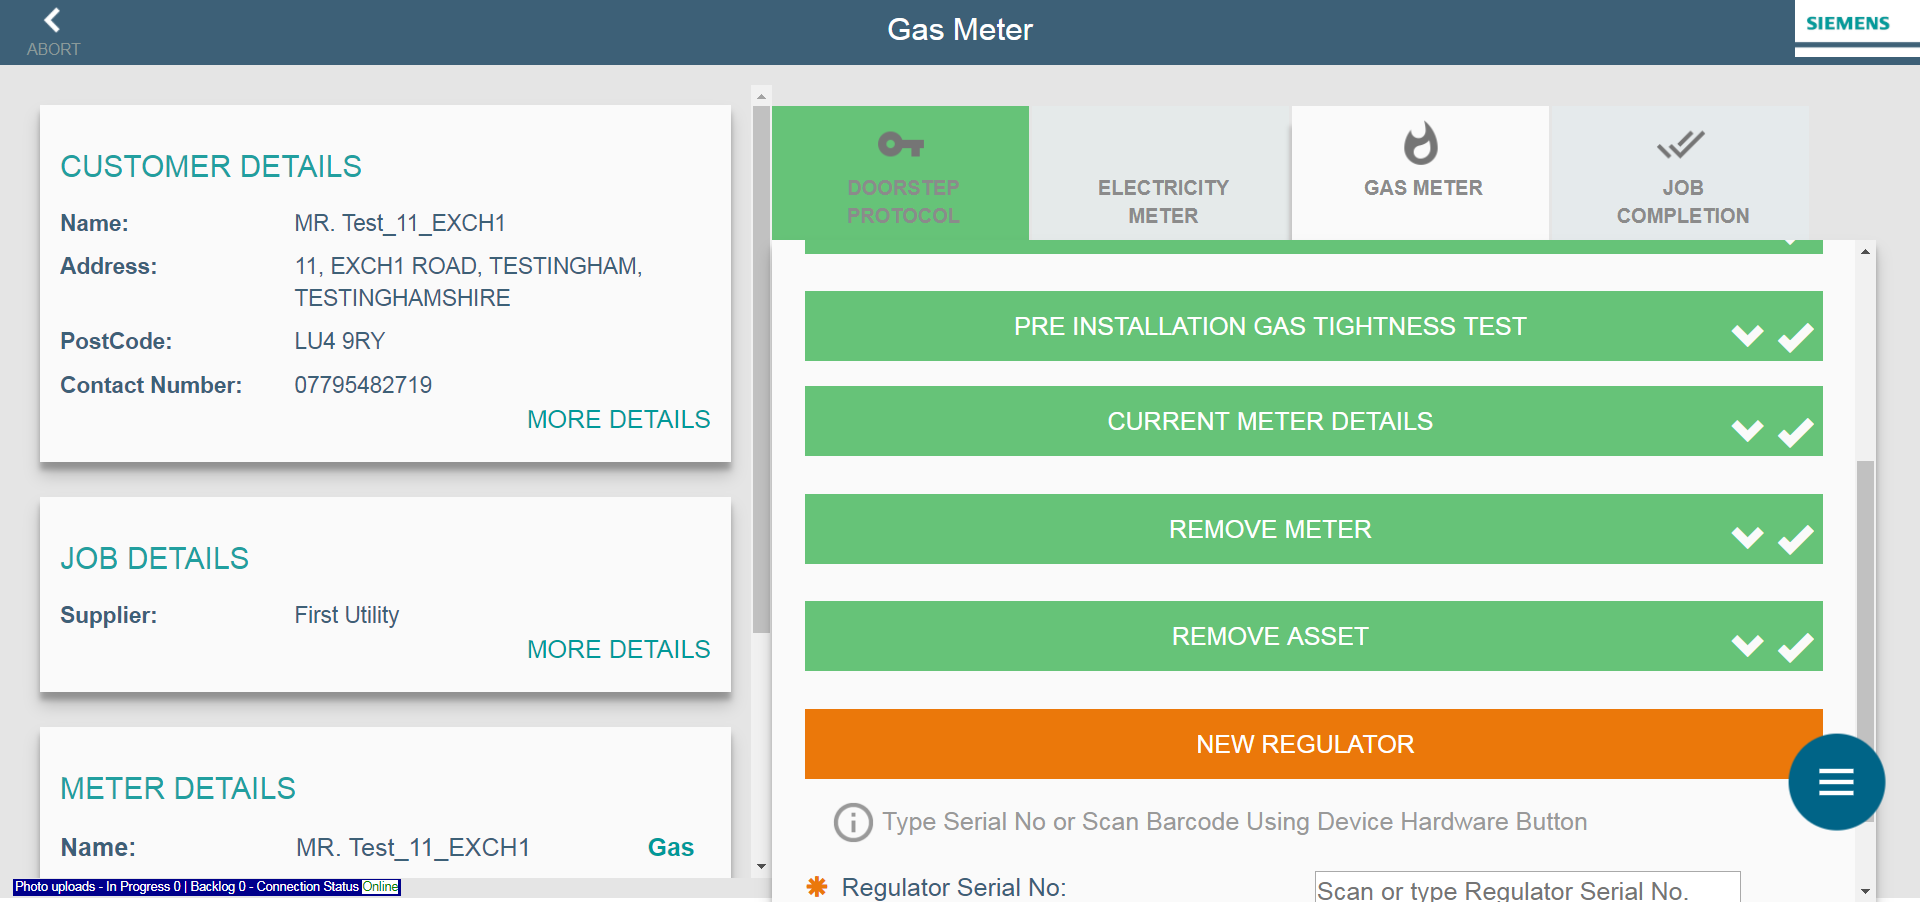 ABORT
Gas Meter
SIEMENS
CUSTOMER DETAILS
Name: MR. Test_11_EXCH1
Address: 11, EXCH1 ROAD, TESTINGHAM,
TESTINGHAMSHIRE
PostCode: LU4 9RY
Contact Number: 07795482719
MORE DETAILS
JOB DETAILS
Supplier: First Utility
MORE DETAILS
METER DETAILS
Name: MR. Test_11_EXCH1 Gas
Photo uploads - In Progress 0 | Backlog 0 - Connection Status Online
DOORSTEP
PROTOCOL
ELECTRICITY
METER
GAS METER
JOB
COMPLETION
PRE INSTALLATION GAS TIGHTNESS TEST
CURRENT METER DETAILS
REMOVE METER
REMOVE ASSET
NEW REGULATOR
Type Serial No or Scan Barcode Using Device Hardware Button
Regulator Serial No: Scan or type Regulator Serial No.